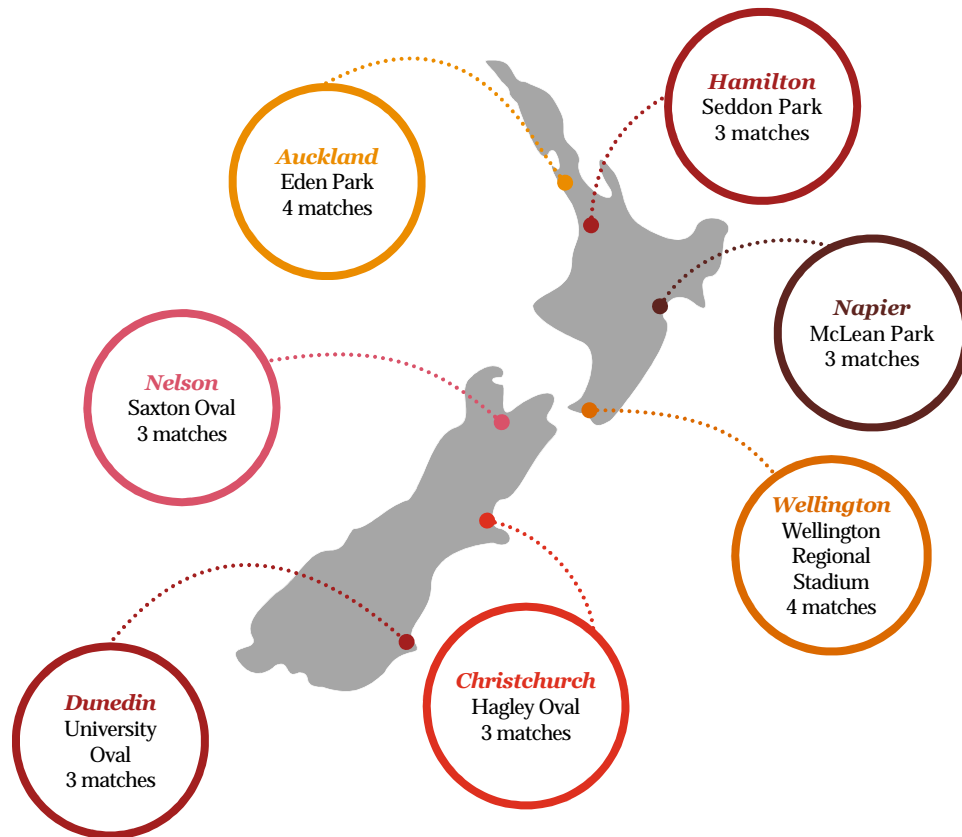 Hamilton
Seddon Park
3 matches
Auckland
Eden Park
4 matches
Napier
McLean Park
3 matches
Nelson
Saxton Oval
3 matches
Wellington
Wellington
Regional
Stadium
4 matches
Christchurch
Hagley Oval
3 matches
Dunedin
University
Oval
3 matches